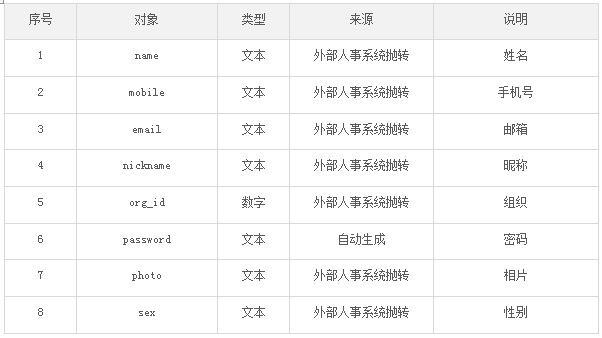 序号 对象 类型 来源 说明
1 name 文本 外部人事系统抛转 姓名
2 mobile 文本 外部人事系统抛转 手机号
3 email 文本 外部人事系统抛转 邮箱
4 nickname 文本 外部人事系统抛转 昵称
5 org_id 数字 外部人事系统抛转 组织
6 password 文本 自动生成 密码
7 photo 文本 外部人事系统抛转 相片
8 sex 文本 外部人事系统抛转 性别